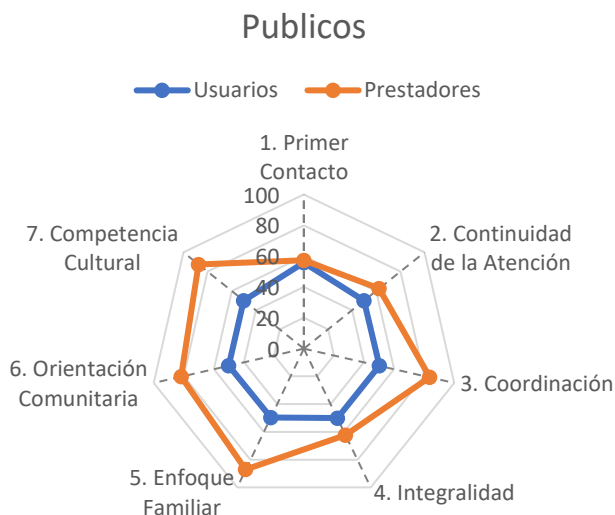 Publicos
Usuarios
Prestadores
1. Primer
Contacto
100
80
60
40
20
0
2. Continuidad
de la Atención
3. Coordinación
4. Integralidad
5. Enfoque
Familiar
6. Orientación
Comunitaria
7. Competencia
Cultural